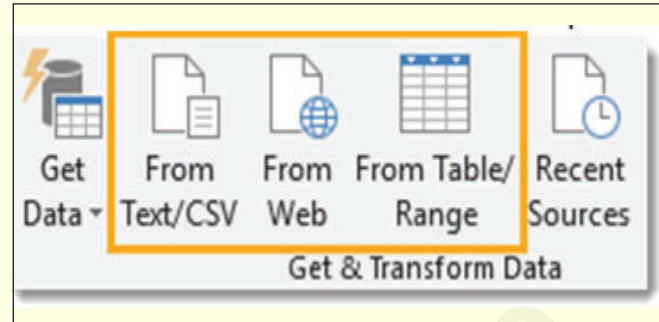 Get Data
From Text/CSV
From Web
From Table/ Range
Recent Sources
Get & Transform Data